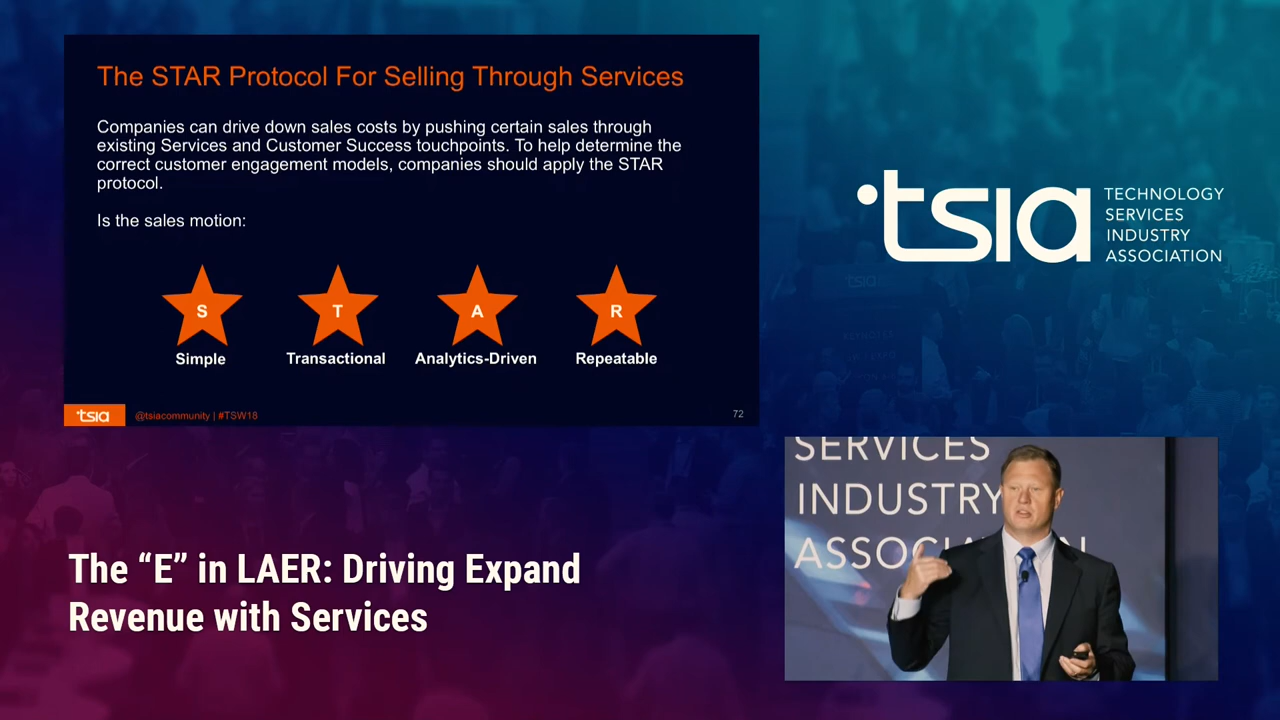 The STAR Protocol For Selling Through Services
Companies can drive down sales costs by pushing certain sales through
existing Services and Customer Success touchpoints. To help determine the
correct customer engagement models, companies should apply the STAR
protocol.
Is the sales motion:
S T A R
Simple Transactional Analytics-Driven Repeatable
tsia @tsiacommunity | #TSW18 72
tsia
TECHNOLOGY
SERVICES
INDUSTRY
ASSOCIATION
SERVICES
INDUSTRY
The “E” in LAER: Driving Expand
Revenue with Services